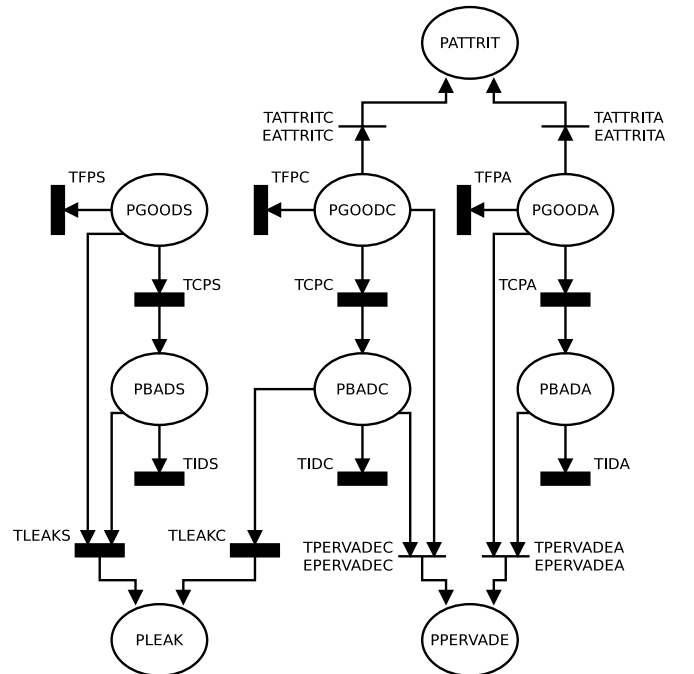 PATTRIT
TATTRITC
EATTRITC
TATTRITA
EATTRITA
TFPS
TFPC
TFPA
PGOODS
PGOODC
PGOODA
TCPS
TCPC
TCPA
PBADS
PBADC
PBADA
TIDS
TIDC
TIDA
TLEAKS
TLEAKC
TPERVADEC
EPERVADEC
TPERVADEA
EPERVADEA
PLEAK
PPERVADE